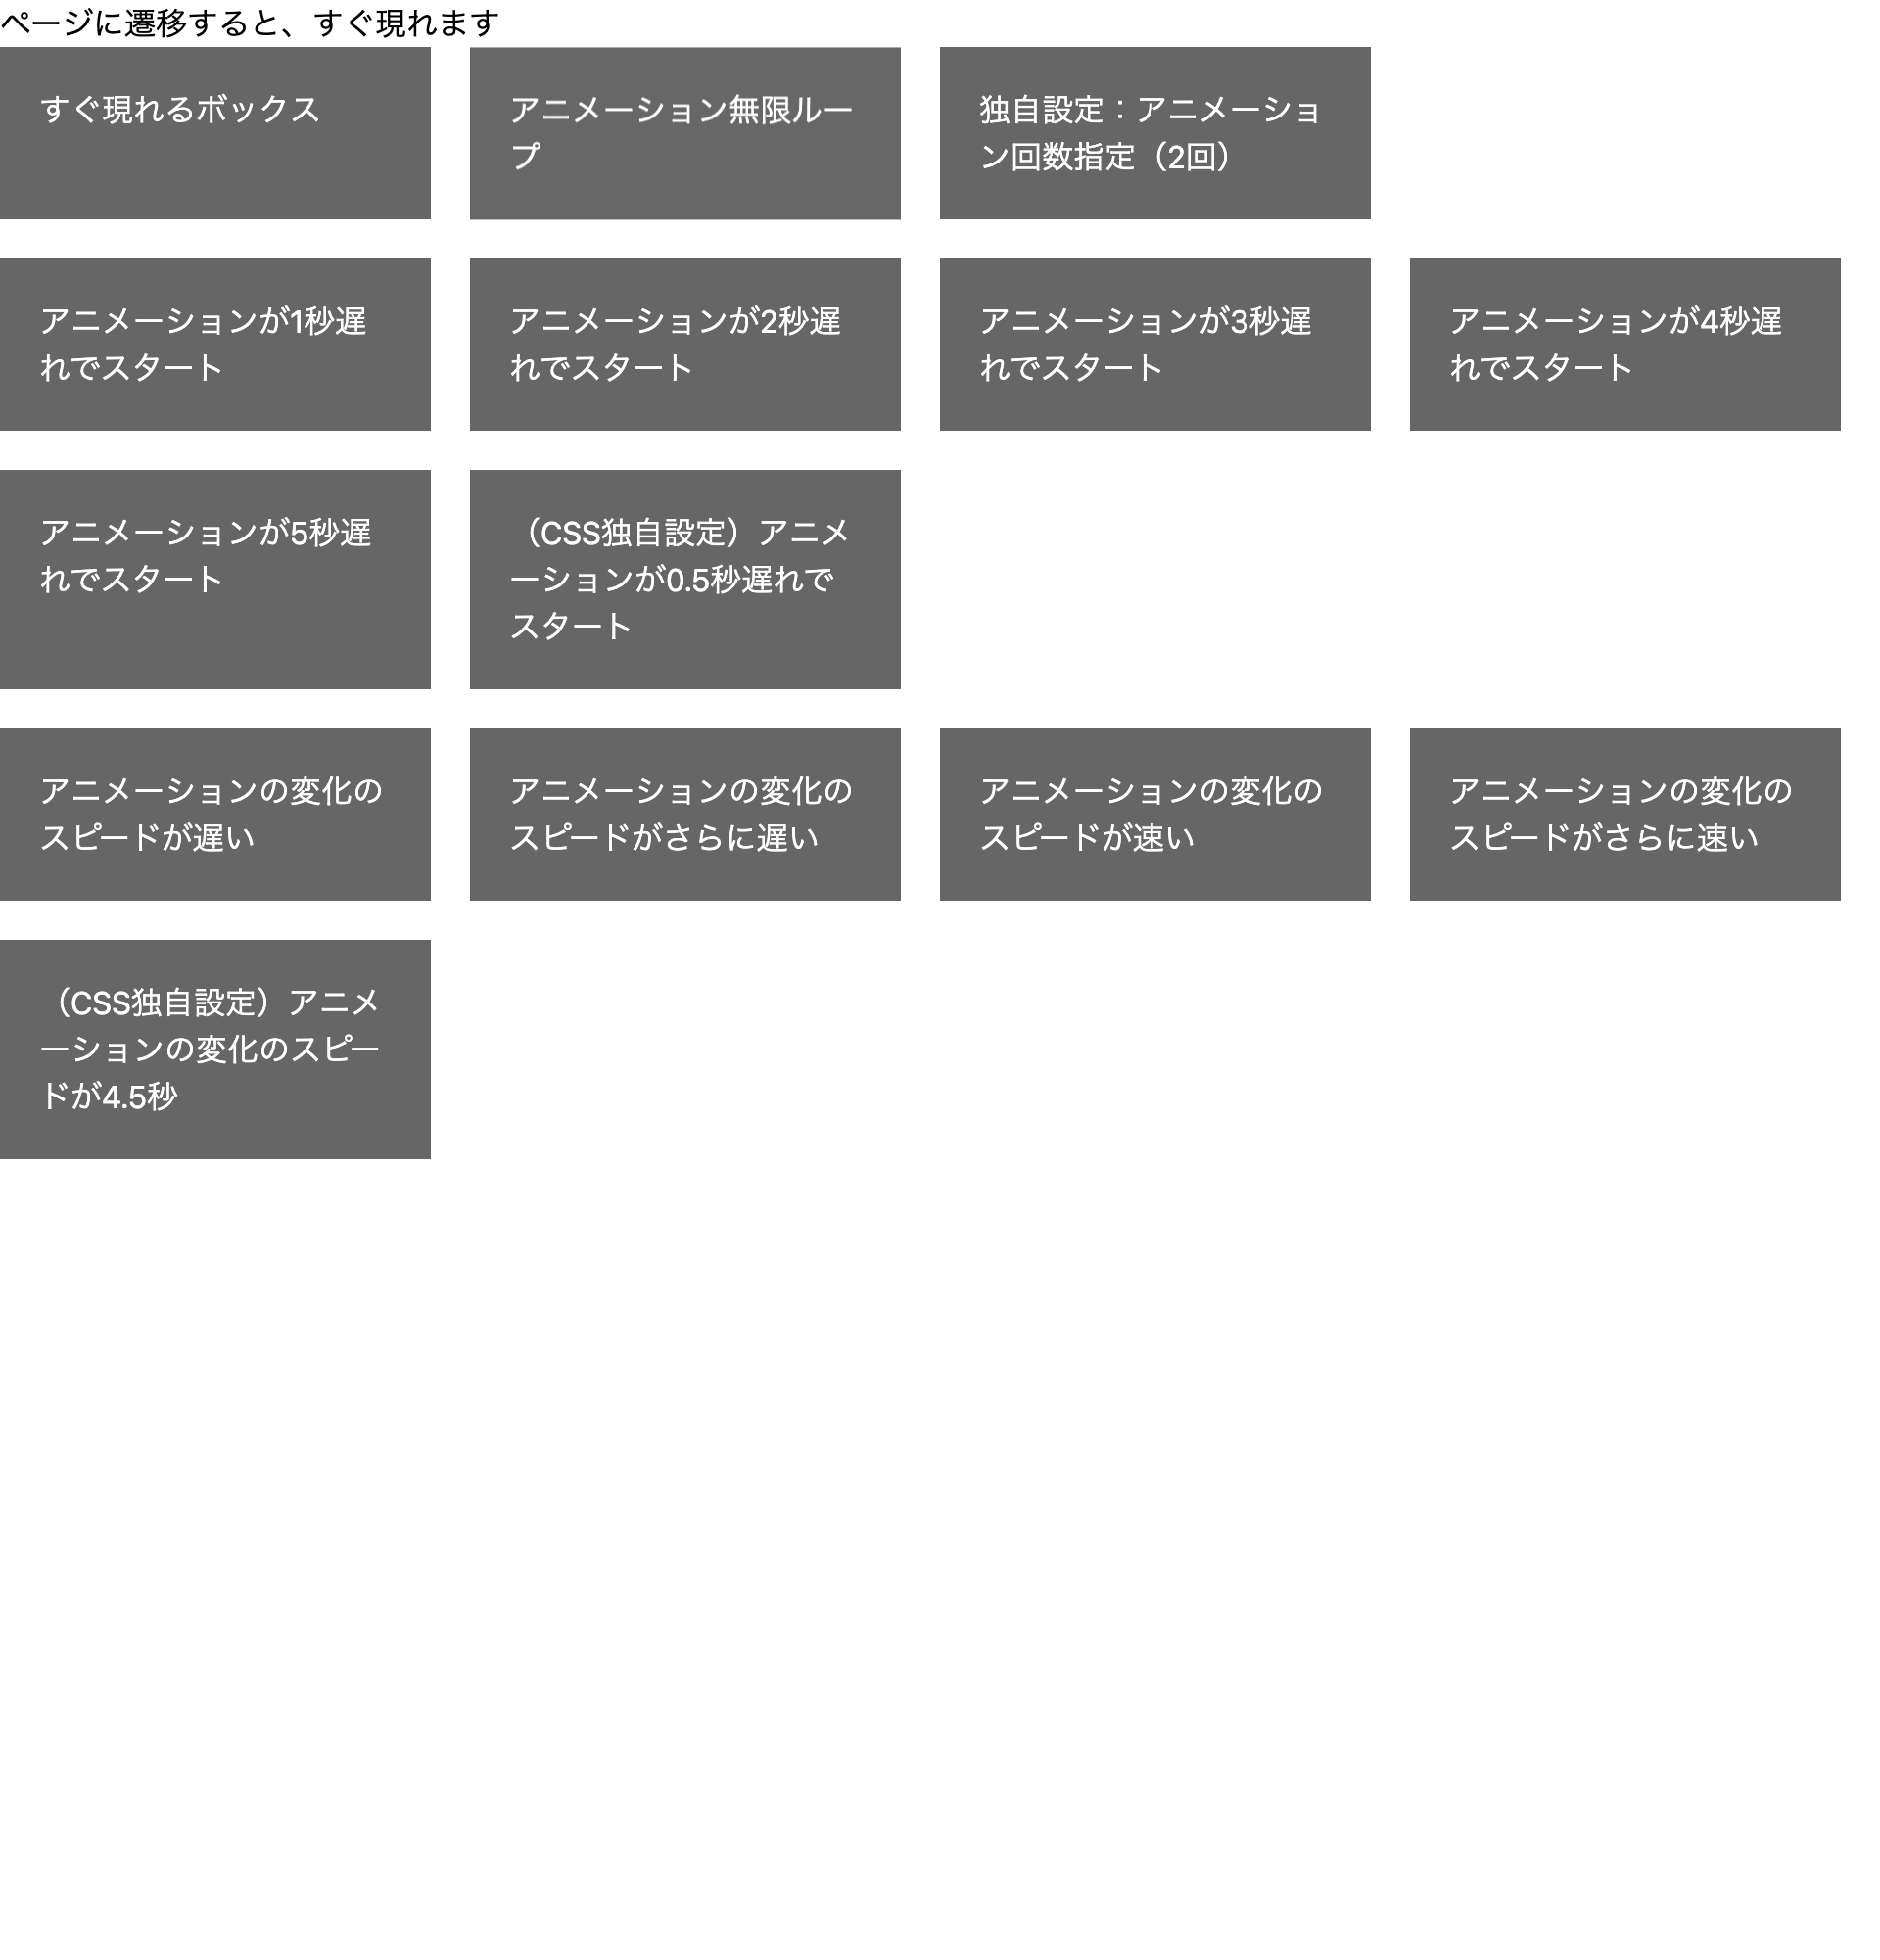 ページに遷移すると、すぐ現れます
すぐ現れるボックス
アニメーション無限ルー
プ
独自設定：アニメーショ
ン回数指定（2回）
アニメーションが1秒遅
れでスタート
アニメーションが2秒遅
れでスタート
アニメーションが3秒遅
れでスタート
アニメーションが4秒遅
れでスタート
アニメーションが5秒遅
れでスタート
（CSS独自設定）アニメ
ーションが0.5秒遅れで
スタート
アニメーションの変化の
スピードが遅い
アニメーションの変化の
スピードがさらに遅い
アニメーションの変化の
スピードが速い
アニメーションの変化の
スピードがさらに速い
（CSS独自設定）アニメ
ーションの変化のスピー
ドが4.5秒